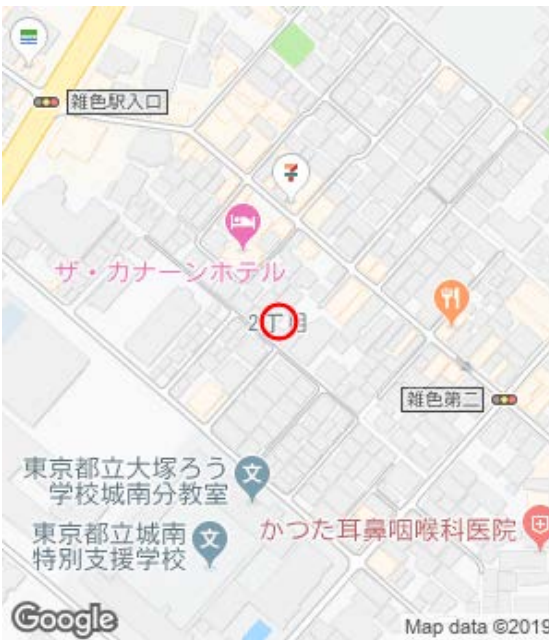 雑色駅入口
7
ザ・カナーンホテル
2丁目
雑色第二
東京都立大塚ろう
学校城南分教室
文
東京都立城南
特別支援学校
文
かつた耳鼻咽喉科医院
Google
Map data ©2019